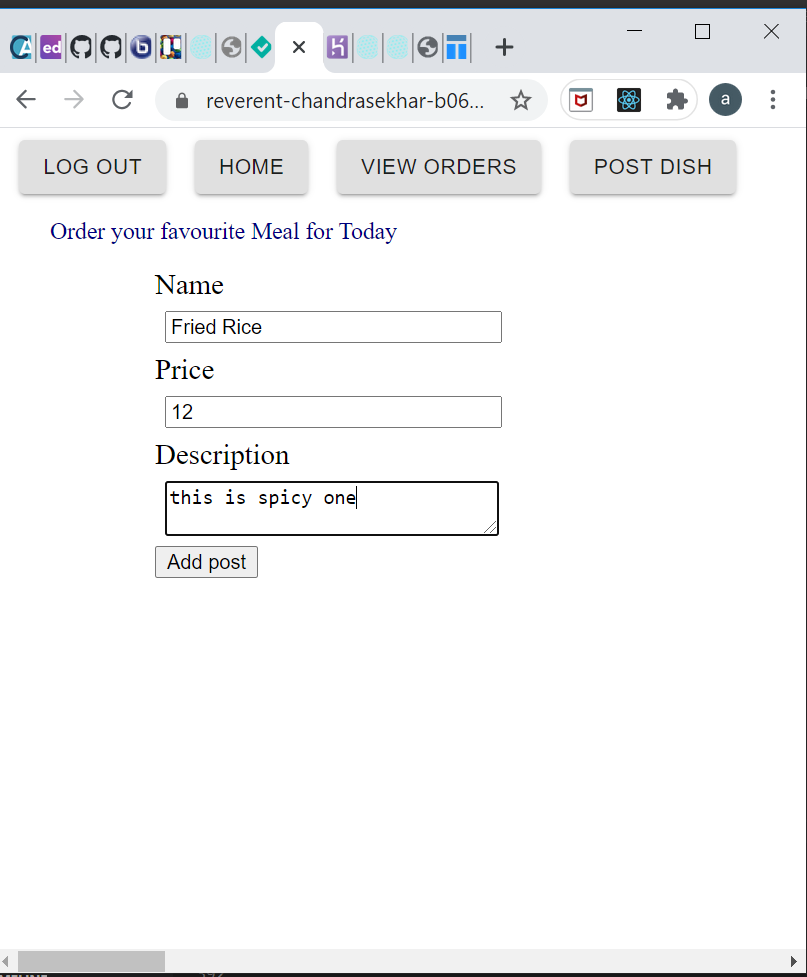 ed
reverent-chandrasekhar-b06...
a
LOG OUT
HOME
VIEW ORDERS
POST DISH
Order your favourite Meal for Today
Name
Fried Rice
Price
12
Description
this is spicy one
Add post